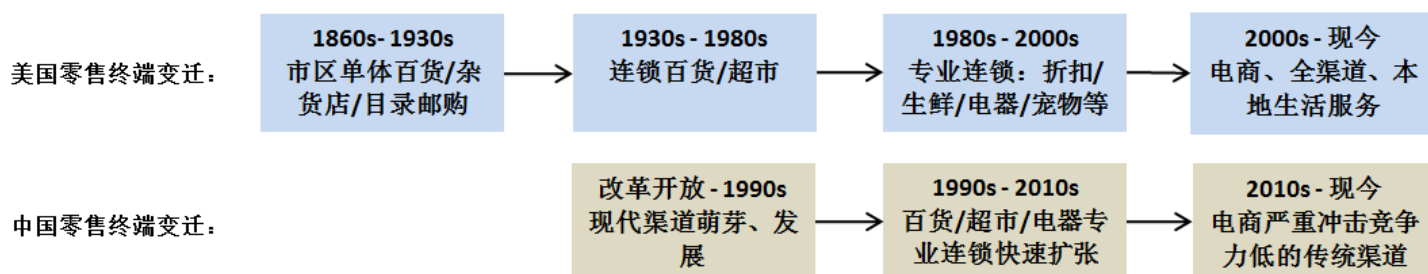 美国零售终端变迁：
1860s- 1930s
市区单体百货/杂
货店/目录邮购
1930s - 1980s
连锁百货/超市
1980s - 2000s
专业连锁：折扣/
生鲜/电器/宠物等
2000s - 现今
电商、全渠道、本
地生活服务
中国零售终端变迁：
改革开放 - 1990s
现代渠道萌芽、发
展
1990s - 2010s
百货/超市/电器专
业连锁快速扩张
2010s - 现今
电商严重冲击竞争
力低的传统渠道